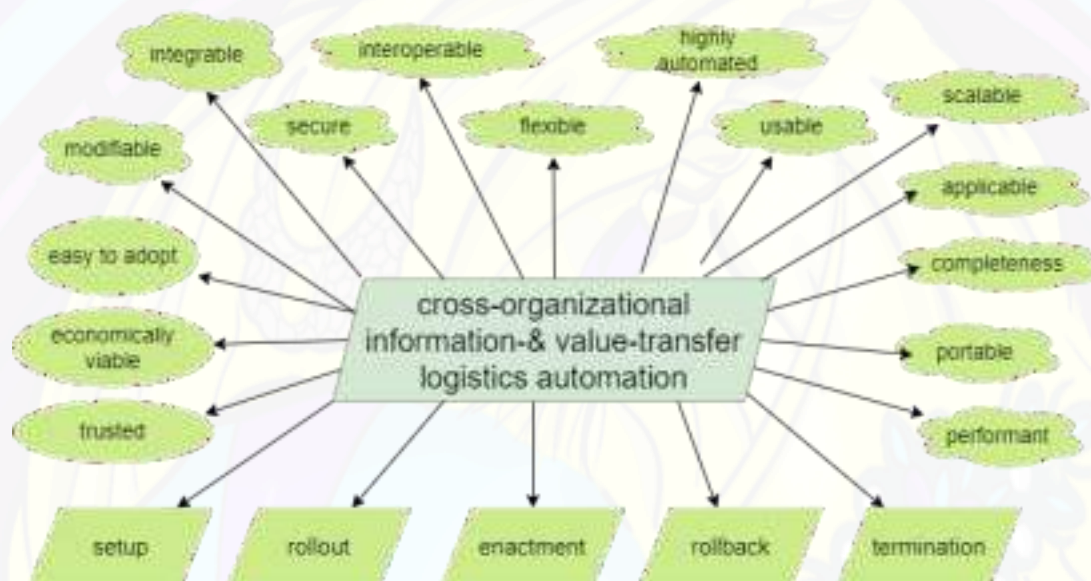 integrable
interoperable
highly
automated
scalable
modifiable
secure
flexible
usable
applicable
easy to adopt
completeness
cross-organizational
information-& value-transfer
logistics automation
economically
viable
portable
trusted
performant
setup
rollout
enactment
rollback
termination